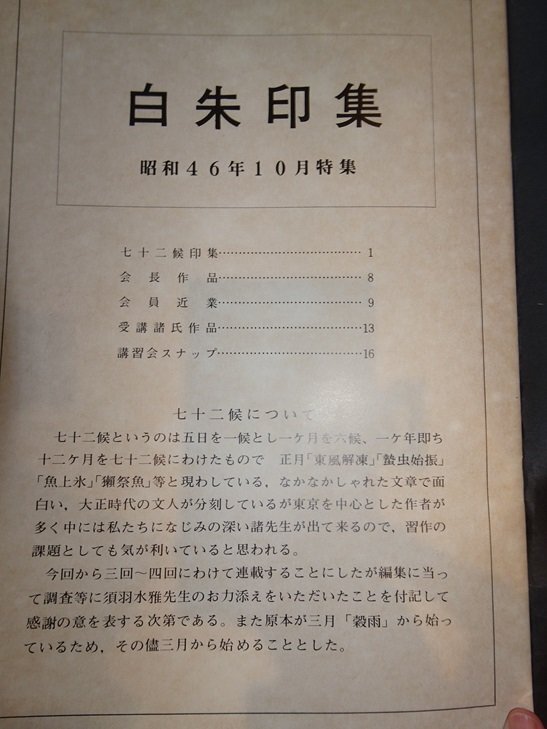 白朱印集
昭和46年10月特集
七十二候印集…………………………… 1
会長作品…………………………… 8
会員近業…………………………… 9
受講諸氏作品……………………………13
講習会スナップ……………………………16
七十二候について
七十二候というのは五日を一候とし一ケ月を六候、一ケ年即ち
十二ケ月を七十二候にわけたもので 正月「東風解凍」「蟄虫始振」
「魚上氷」「獺祭魚」等と現わしている，なかなかしゃれた文章で面
白い，大正時代の文人が分刻しているが東京を中心とした作者が
多く中には私たちになじみの深い諸先生が出て来るので，習作の
課題としても気が利いていると思われる。
今回から三回〜四回にわけて連載することにしたが編集に当っ
て調査等に須羽水雅先生のお力添えをいただいたことを付記して
感謝の意を表する次第である。また原本が三月「穀雨」から始っ
ているため，その儘三月から始めることとした。